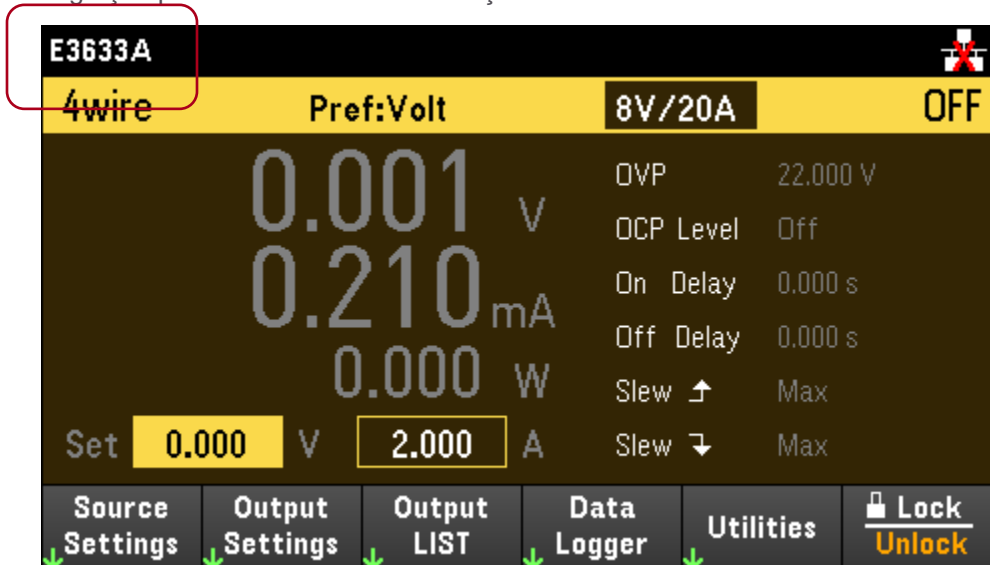 E3633A
4wire Pref:Volt 8V/20A OFF
0.001 V
0.210 mA
0.000 W
Set 0.000 V 2.000 A
OVP 22.000 V
OCP Level Off
On Delay 0.000 s
Off Delay 0.000 s
Slew Max
Slew Max
Source Settings
Output Settings
Output LIST
Data Logger
Utilities
Lock
Unlock